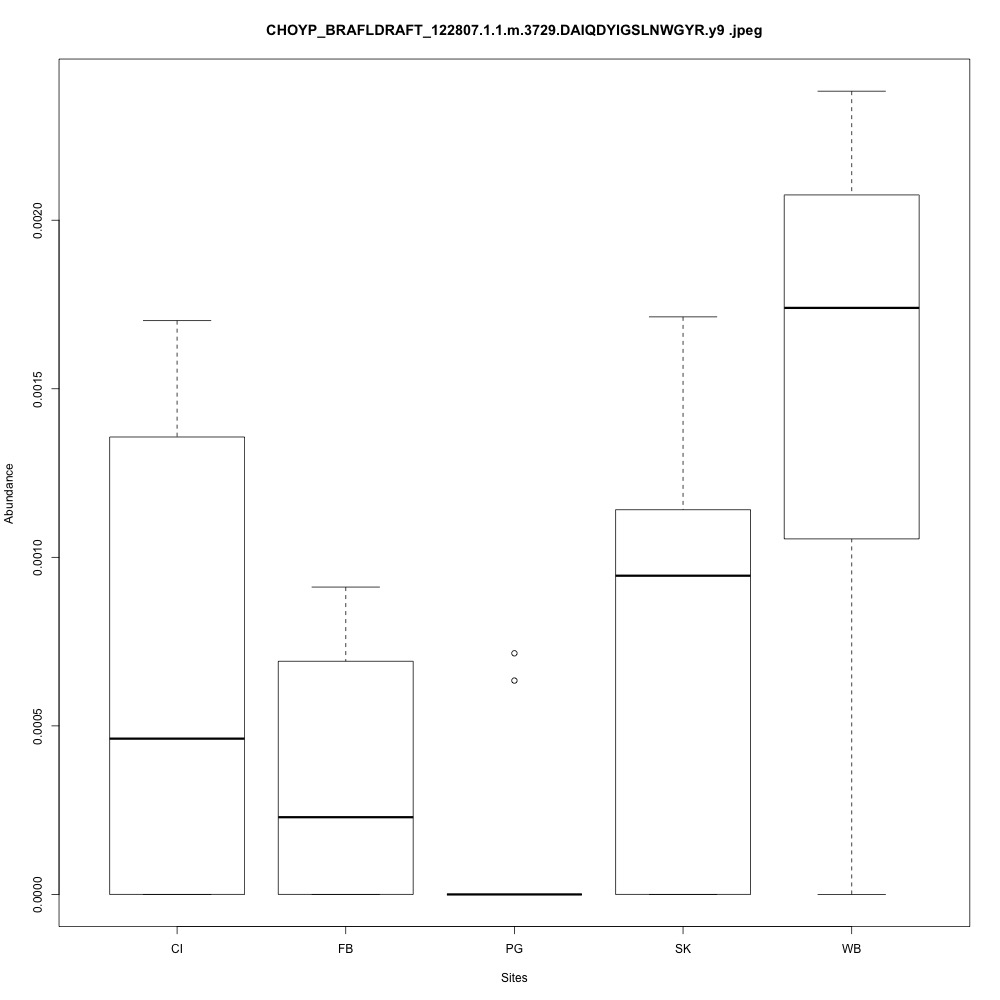 CHOYP_BRAFLDRAFT_122807.1.1.m.3729.DAIQDYIGSLNWGYR.y9 .jpeg
Abundance
0.0020
0.0015
0.0010
0.0005
0.0000
CI FB PG SK WB
Sites